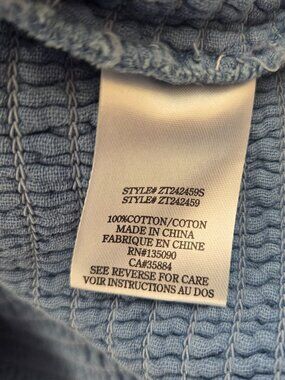 STYLE# ZT242459S
STYLE# ZT242459
100%COTTON/COTON
MADE IN CHINA
FABRIQUE EN CHINE
RN#135090
CA#35884
SEE REVERSE FOR CARE
VOIR INSTRUCTIONS AU DOS